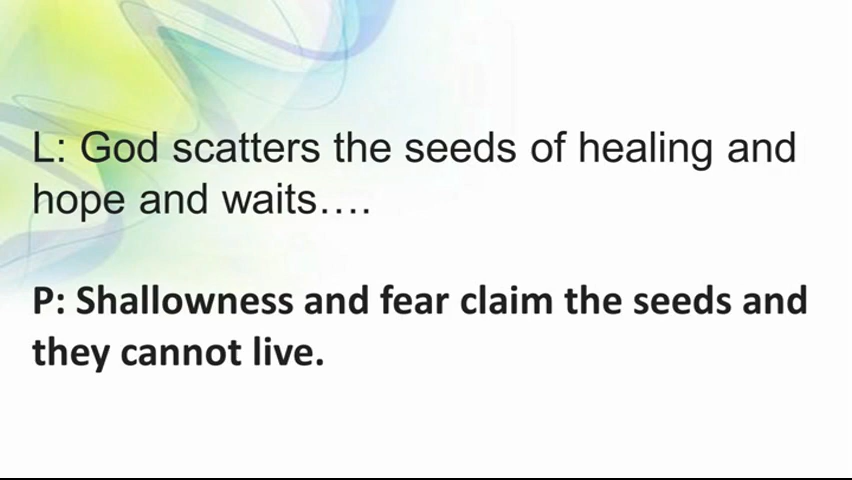 L: God scatters the seeds of healing and
hope and waits….
P: Shallowness and fear claim the seeds and
they cannot live.